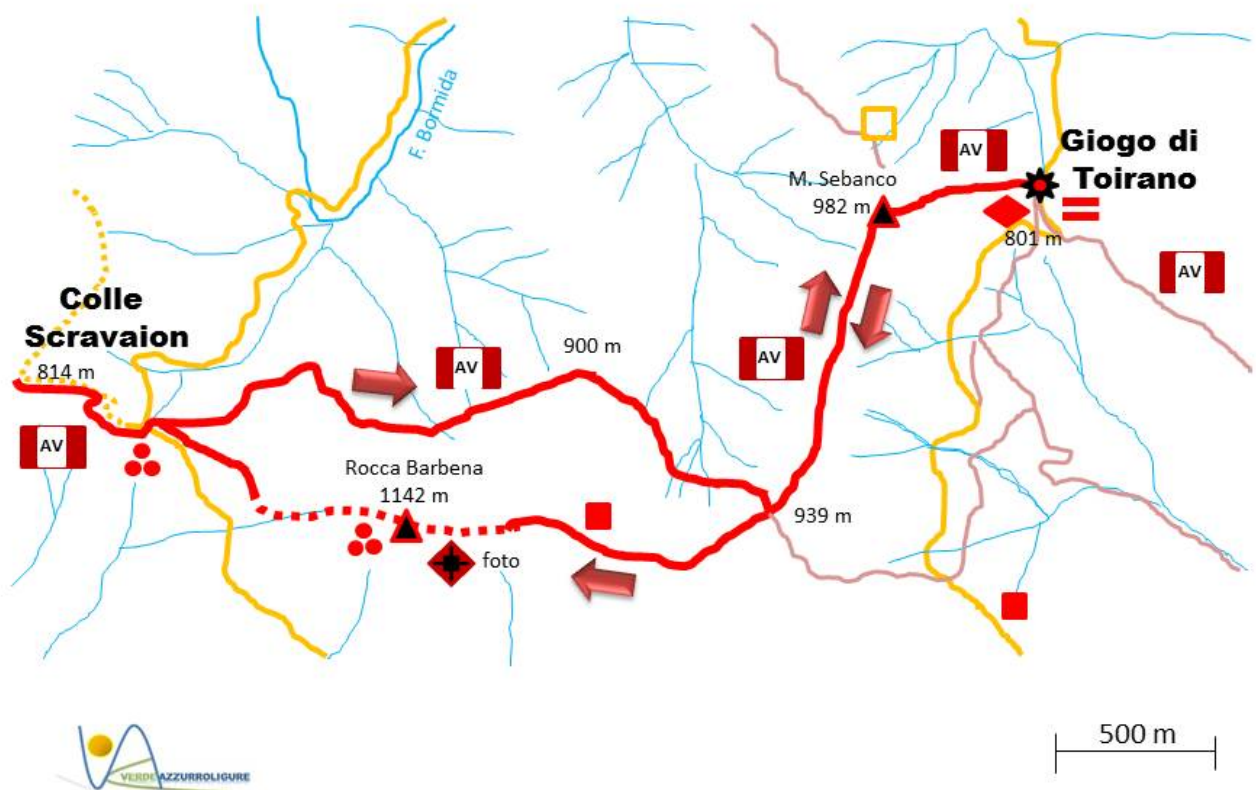 F. Bormida
AV
Giogo di
Toirano
M. Sebanco
982 m
801 m
AV
Colle
Scravaion
814 m
900 m
AV
AV
AV
Rocca Barbena
1142 m
939 m
foto
500 m
VERDEAZZURROLIGURE